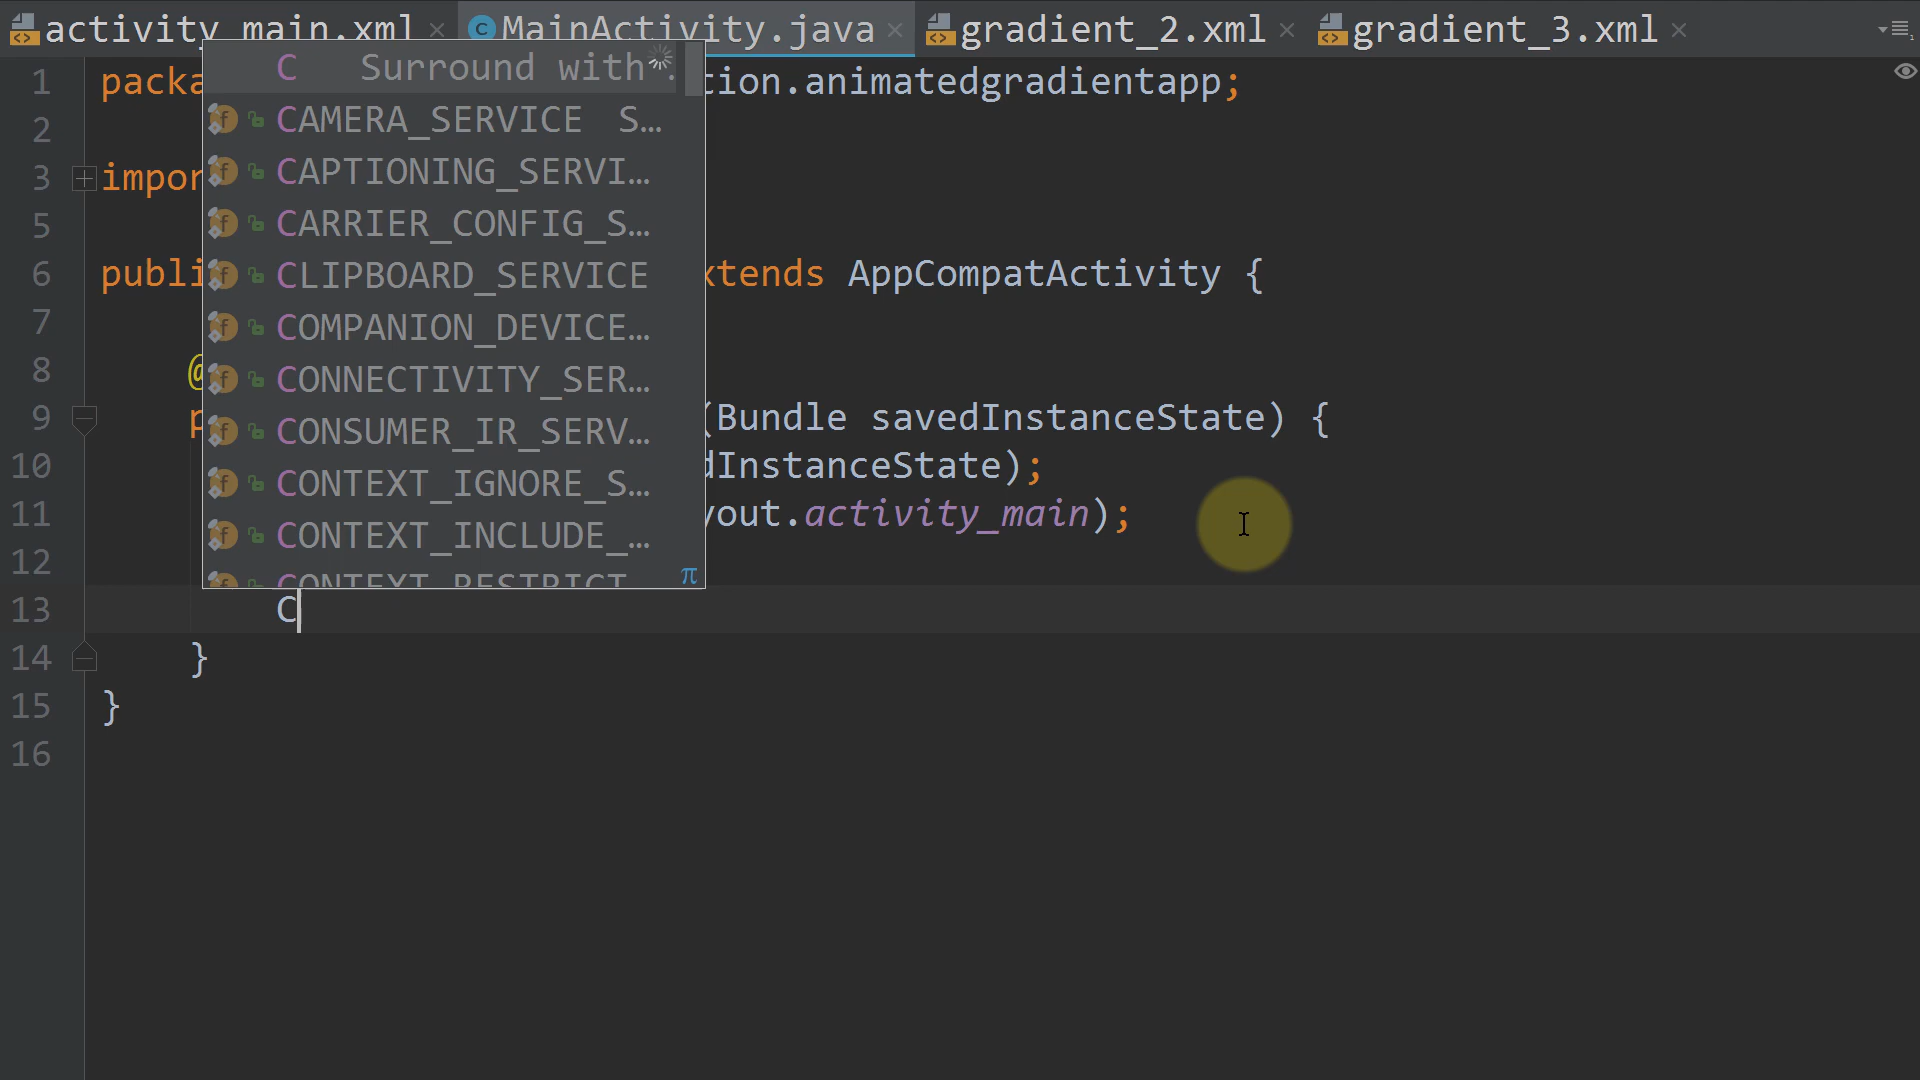 activity_main.xml MainActivity.java gradient_2.xml gradient_3.xml
C Surround with
1 packa tion.animatedgradientapp;
CAMERA_SERVICE S…
2
CAPTIONING_SERVI…
3 impor
CARRIER_CONFIG_S…
5
6 publi xtends AppCompatActivity {
CLIPBOARD_SERVICE
7
COMPANION_DEVICE…
8 @
CONNECTIVITY_SER…
9 p (Bundle savedInstanceState) {
CONSUMER_IR_SERV…
10 dInstanceState);
CONTEXT_IGNORE_S…
11 yout.activity_main);
CONTEXT_INCLUDE_…
12
CONTEXT_RESTRICT π
13 C
14 }
15 }
16